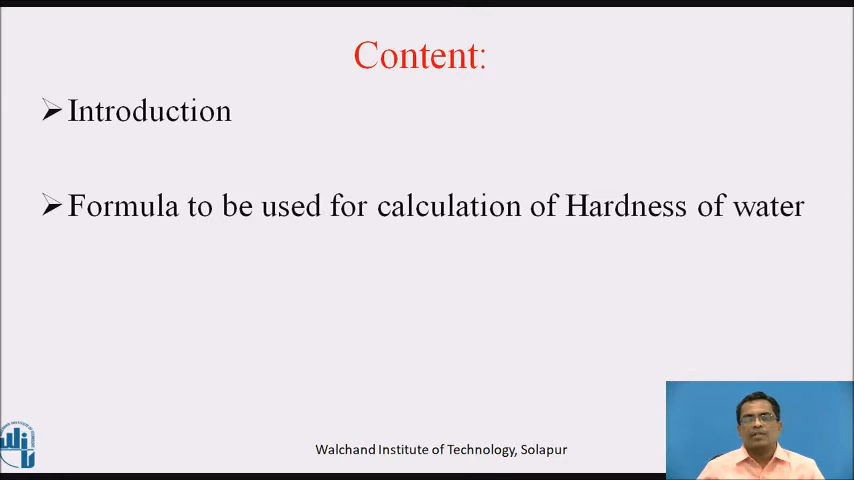 Content:
Introduction
Formula to be used for calculation of Hardness of water
Walchand Institute of Technology, Solapur